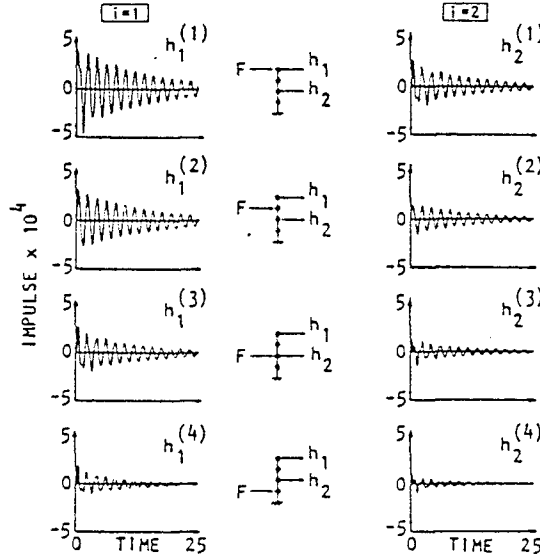 i=1
i=2
5
0
-5
h₁⁽¹⁾
F
h₁
h₂
5
0
-5
h₂⁽¹⁾
5
0
-5
h₁⁽²⁾
F
h₁
h₂
5
0
-5
h₂⁽²⁾
IMPULSE × 10⁴
5
0
-5
h₁⁽³⁾
F
h₁
h₂
5
0
-5
h₂⁽³⁾
5
0
-5
h₁⁽⁴⁾
F
h₁
h₂
5
0
-5
h₂⁽⁴⁾
0 TIME 25
0 TIME 25